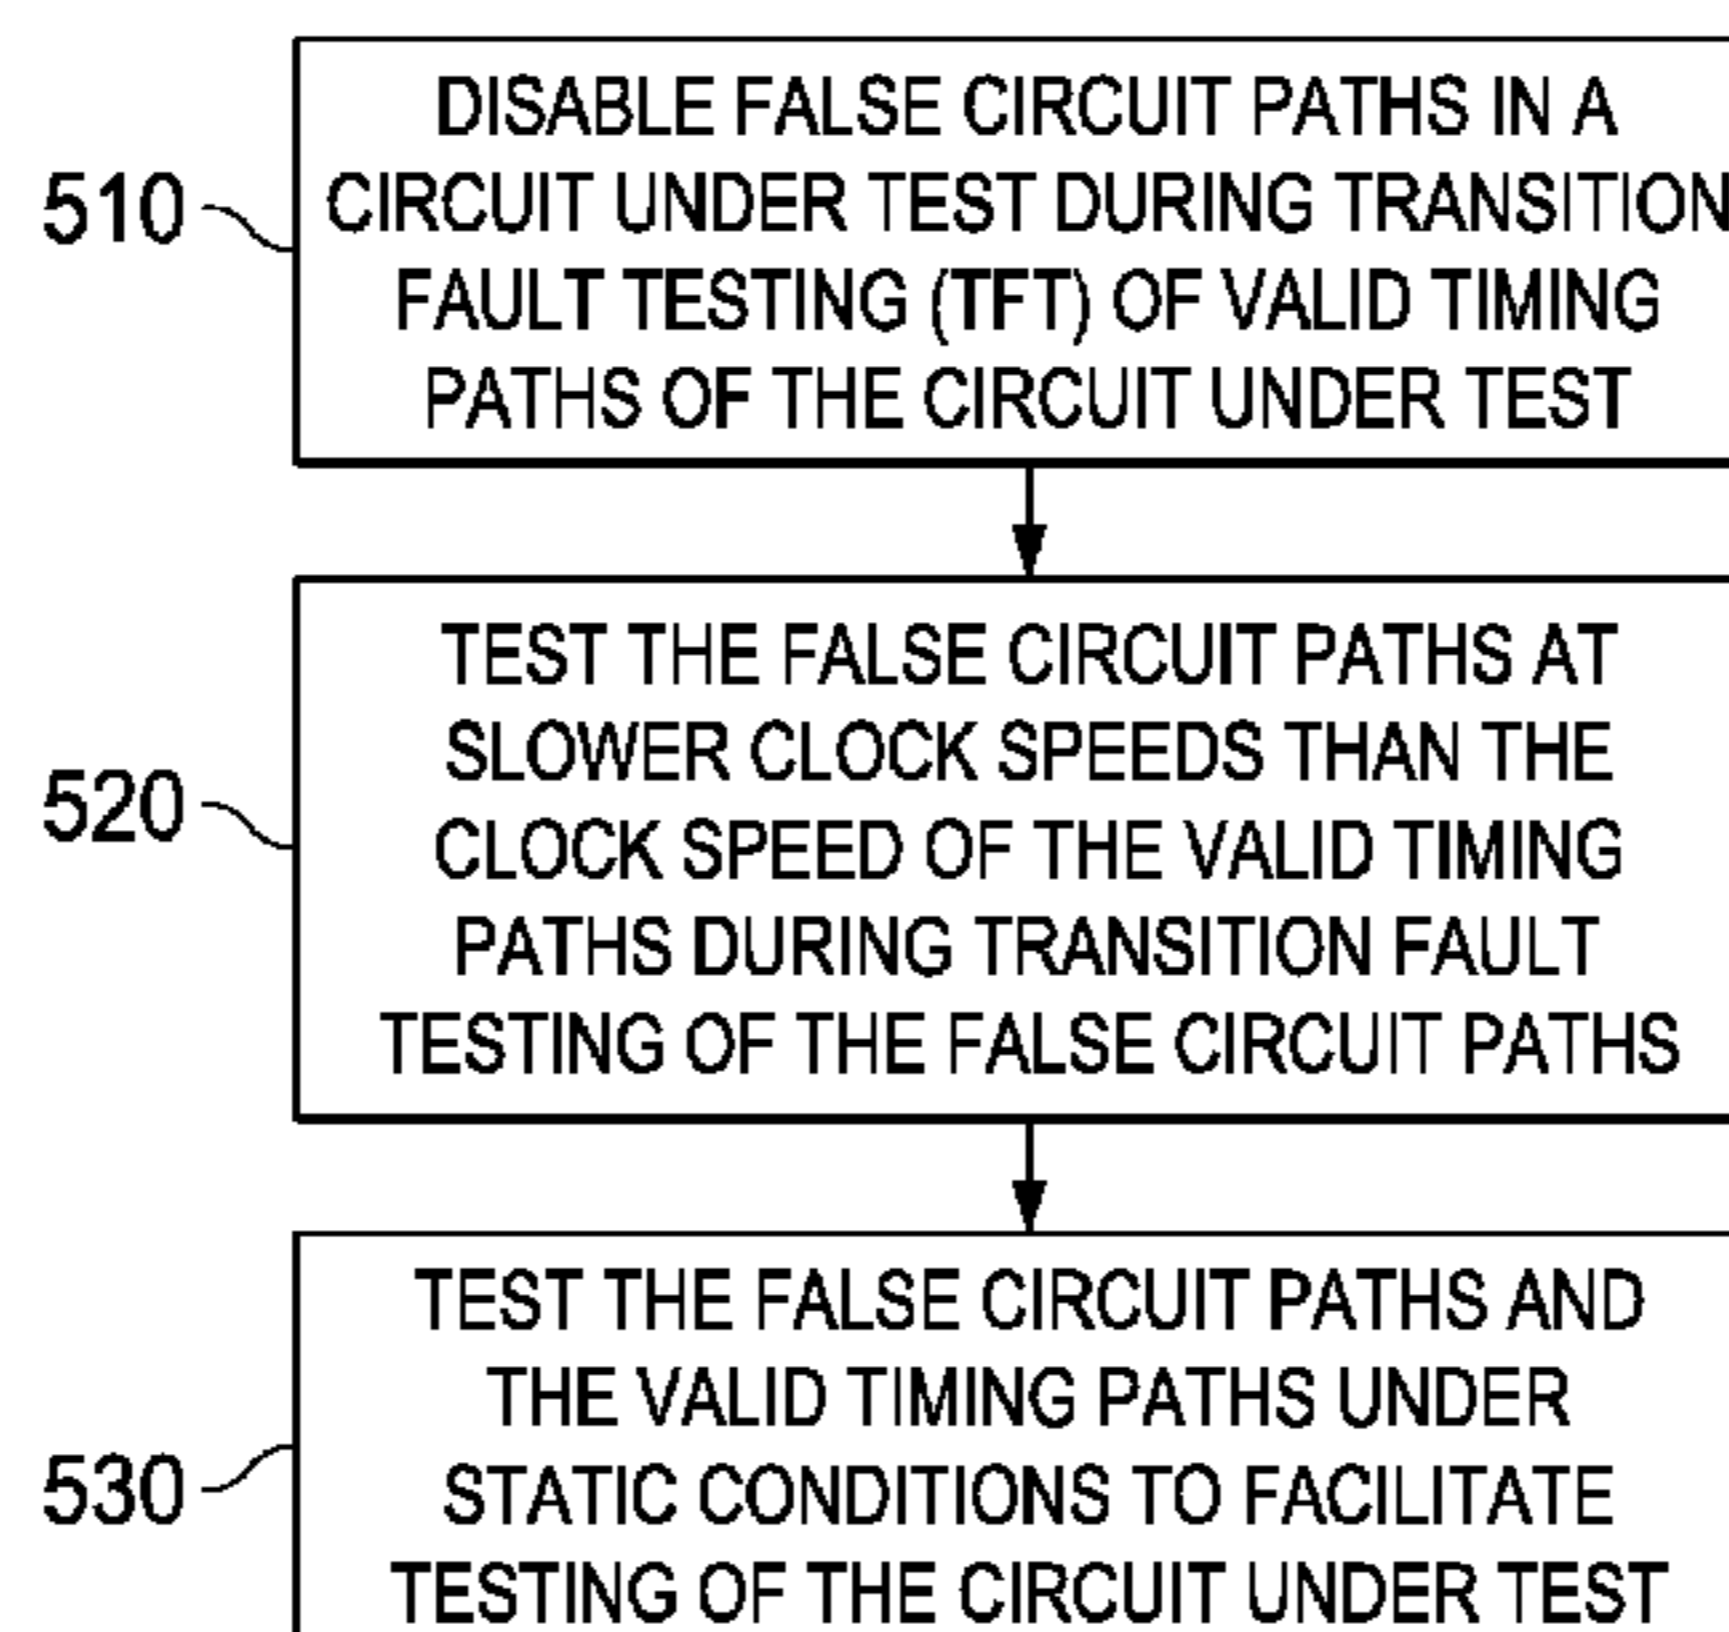 DISABLE FALSE CIRCUIT PATHS IN A
510
CIRCUIT UNDER TEST DURING TRANSITION
FAULT TESTING (TFT) OF VALID TIMING
PATHS OF THE CIRCUIT UNDER TEST
TEST THE FALSE CIRCUIT PATHS AT
SLOWER CLOCK SPEEDS THAN THE
520
CLOCK SPEED OF THE VALID TIMING
PATHS DURING TRANSITION FAULT
TESTING OF THE FALSE CIRCUIT PATHS
TEST THE FALSE CIRCUIT PATHS AND
THE VALID TIMING PATHS UNDER
530
STATIC CONDITIONS TO FACILITATE
TESTING OF THE CIRCUIT UNDER TEST